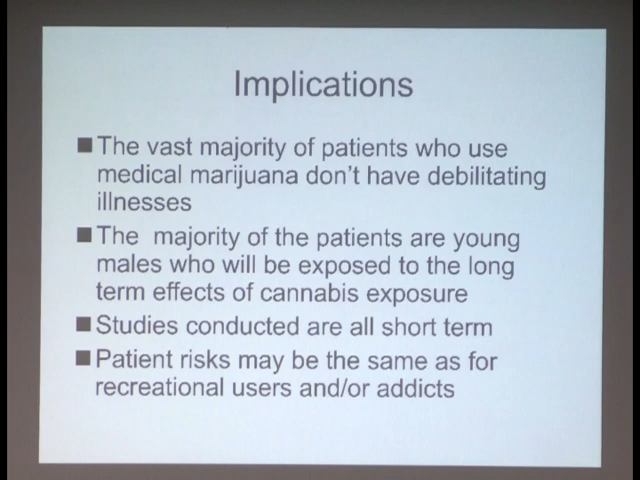 Implications
■ The vast majority of patients who use
medical marijuana don't have debilitating
illnesses
■ The majority of the patients are young
males who will be exposed to the long
term effects of cannabis exposure
■ Studies conducted are all short term
■ Patient risks may be the same as for
recreational users and/or addicts